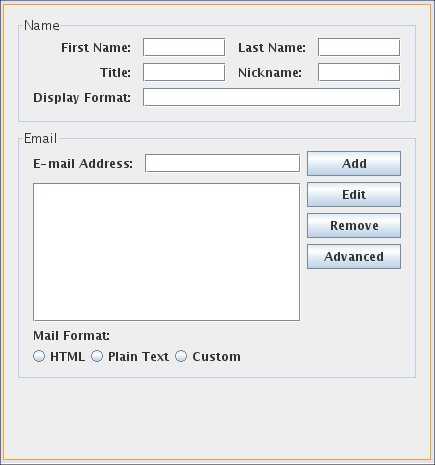 Name
First Name: Last Name:
Title: Nickname:
Display Format:
Email
E-mail Address: Add
Edit
Remove
Advanced
Mail Format:
HTML Plain Text Custom